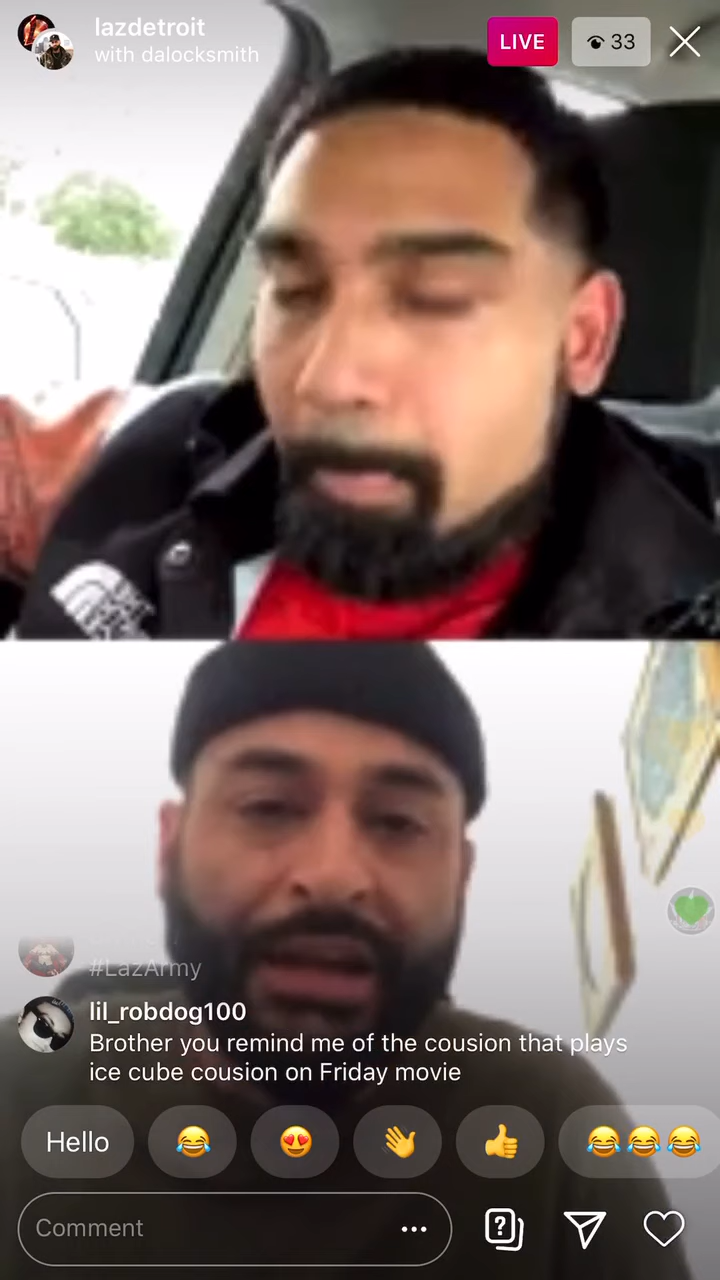 lazdetroit
with dalocksmith
LIVE
33
#LazArmy
lil_robdog100
Brother you remind me of the cousion that plays
ice cube cousion on Friday movie
Hello
Comment